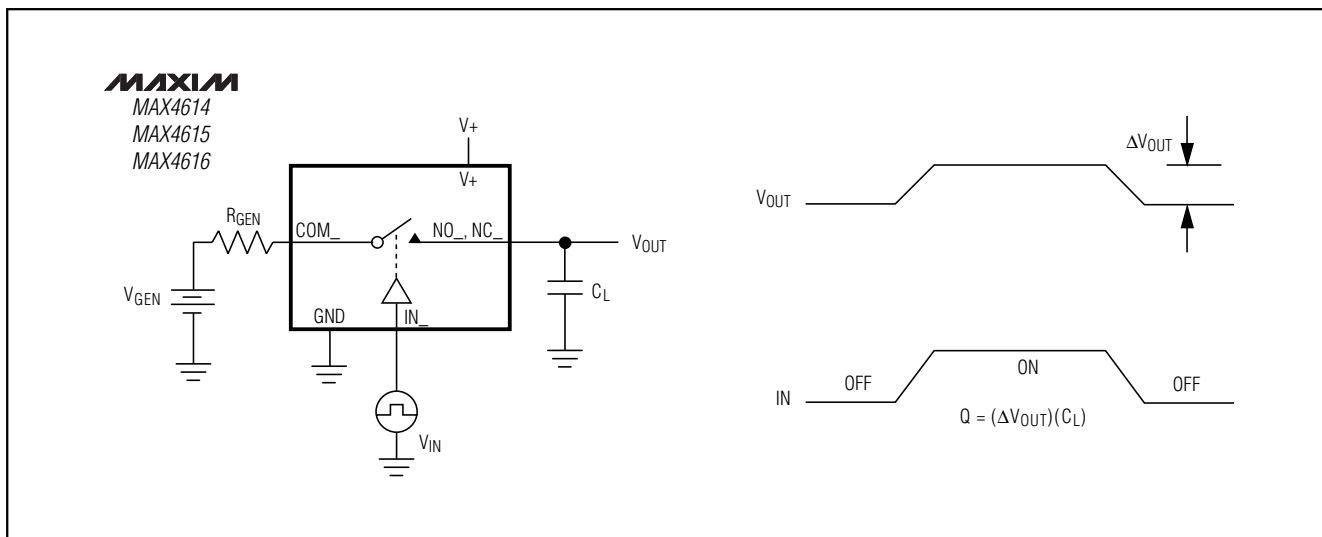 MAXIM
MAX4614
MAX4615
MAX4616
V+
V+
RGEN
COM_
NO_, NC_
VOUT
VGEN
CL
GND
IN_
VIN
ΔVOUT
VOUT
IN
OFF
ON
OFF
Q = (ΔVOUT)(CL)